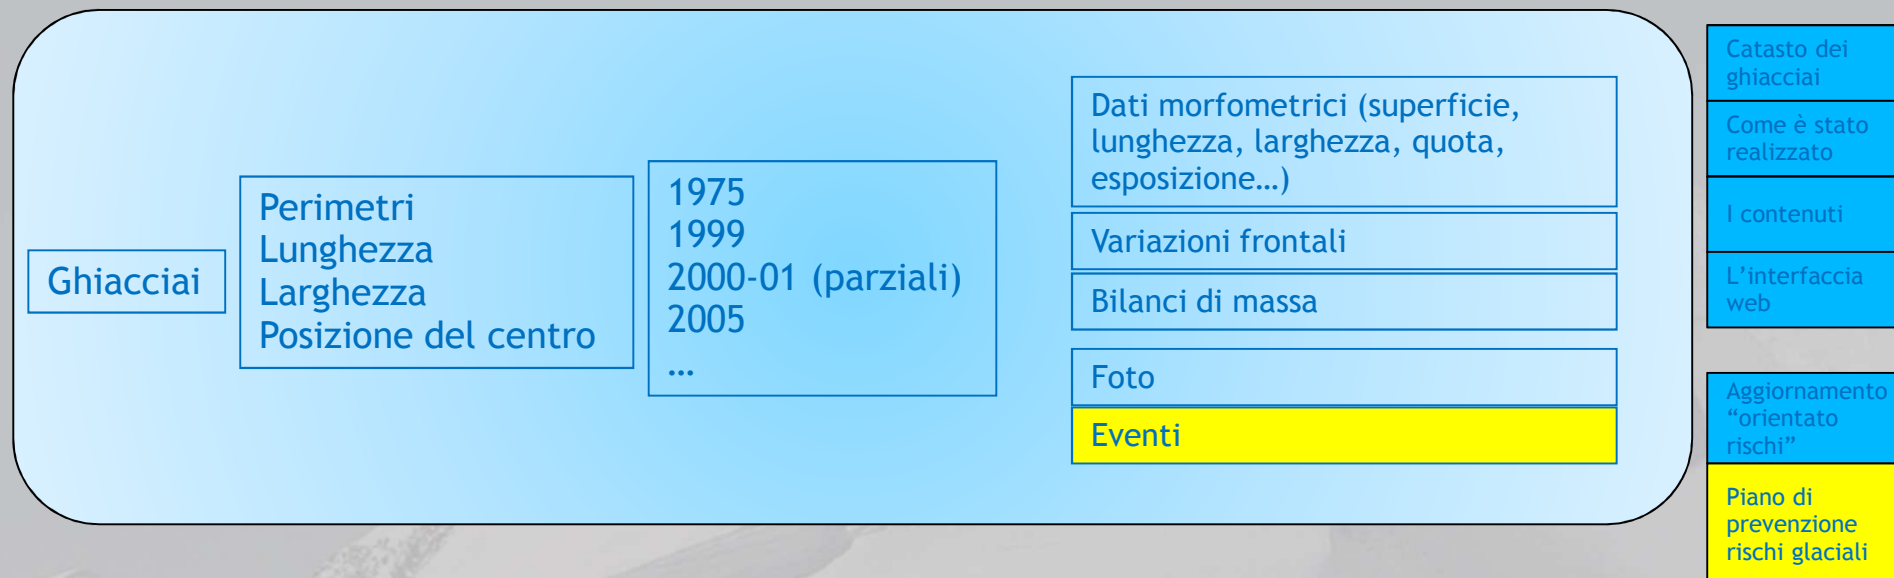 Ghiacciai
Perimetri
Lunghezza
Larghezza
Posizione del centro
1975
1999
2000-01 (parziali)
2005
…
Dati morfometrici (superficie,
lunghezza, larghezza, quota,
esposizione…)
Variazioni frontali
Bilanci di massa
Foto
Eventi
Catasto dei
ghiacciai
Come è stato
realizzato
I contenuti
L’interfaccia
web
Aggiornamento
“orientato
rischi”
Piano di
prevenzione
rischi glaciali